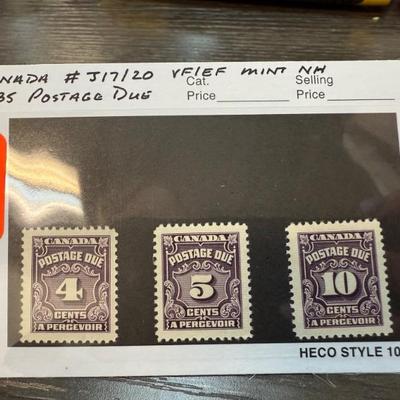 NADA # J17/20 VF/EF MINT NH
35 POSTAGE DUE
Cat. Price
Selling Price
CANADA
POSTAGE DUE
4
CENTS
A PERCEVOIR
CANADA
POSTAGE DUE
5
CENTS
A PERCEVOIR
CANADA
POSTAGE DUE
10
CENTS
A PERCEVOIR
HECO STYLE 10